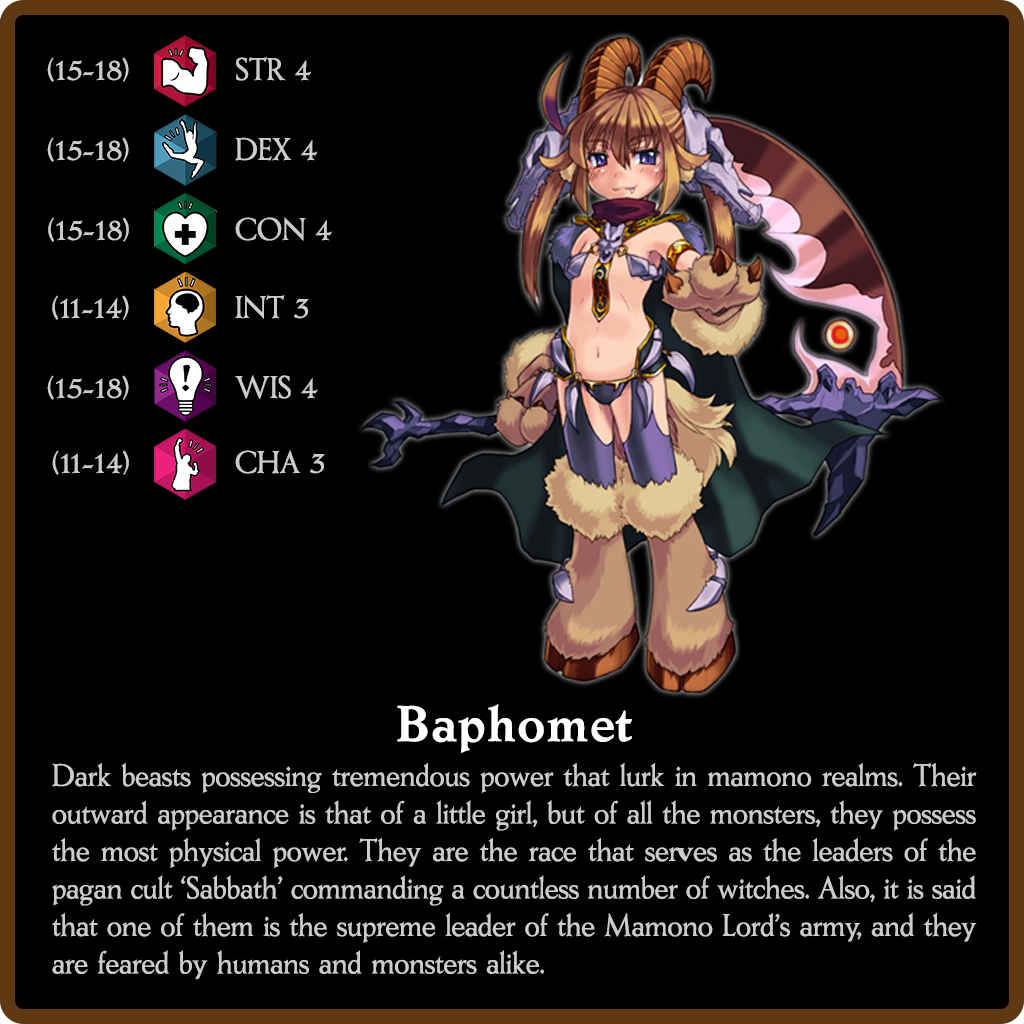 (15-18) STR 4
(15-18) DEX 4
(15-18) CON 4
(11-14) INT 3
(15-18) WIS 4
(11-14) CHA 3
Baphomet
Dark beasts possessing tremendous power that lurk in mamono realms. Their
outward appearance is that of a little girl, but of all the monsters, they possess
the most physical power. They are the race that serves as the leaders of the
pagan cult ‘Sabbath’ commanding a countless number of witches. Also, it is said
that one of them is the supreme leader of the Mamono Lord’s army, and they
are feared by humans and monsters alike.